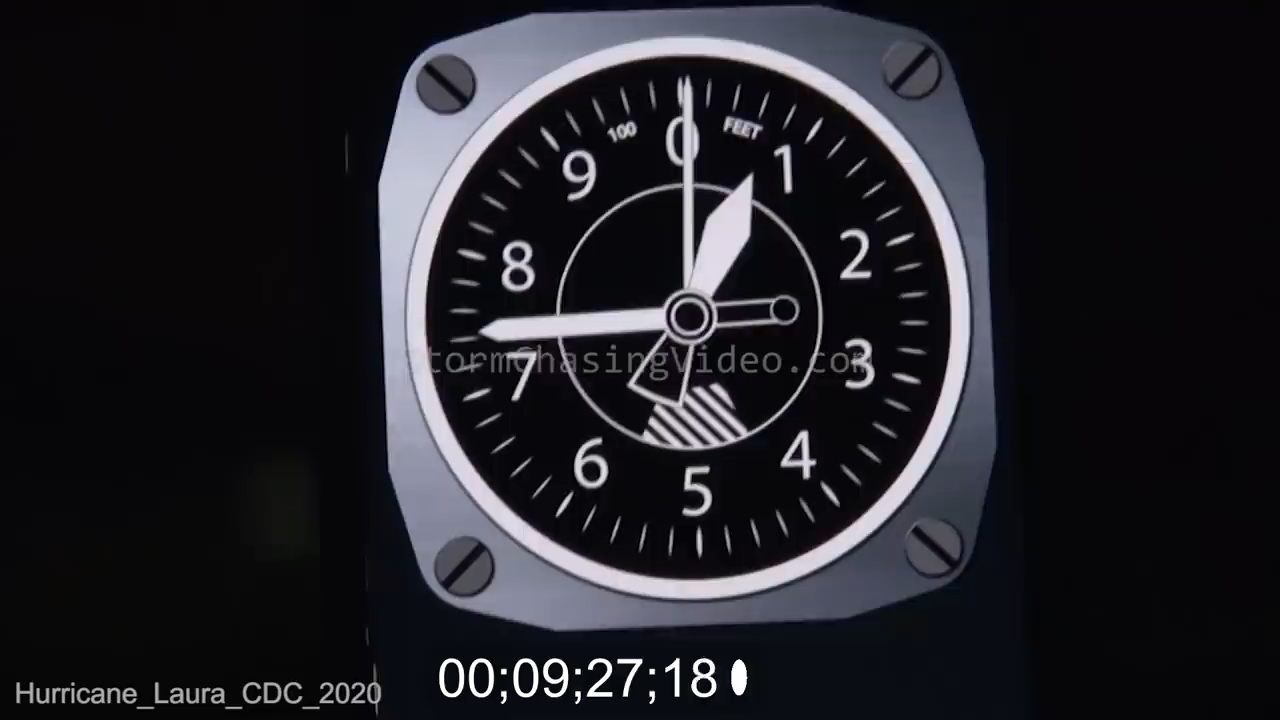 100 FEET
0
9 1
8 2
stormChasingVideo.com
7 3
6 4
5
00;09;27;18
Hurricane_Laura_CDC_2020